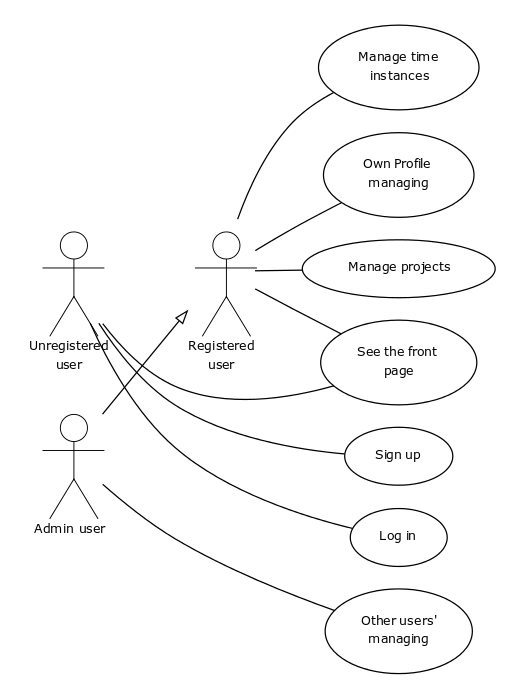 Manage time
instances
Own Profile
managing
Manage projects
Unregistered
user
Registered
user
See the front
page
Sign up
Admin user
Log in
Other users'
managing